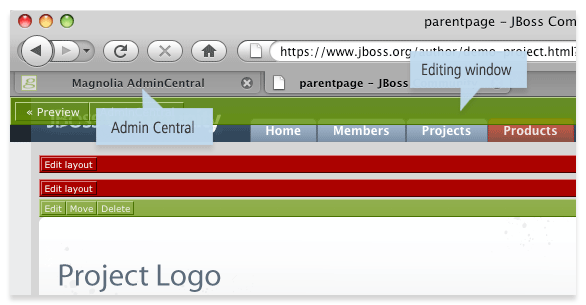 parentpage – JBoss Com
https://www.jboss.org/author/demo_project.html?
Magnolia AdminCentral
parentpage – JBoss
Editing window
« Preview
Admin Central
Home
Members
Projects
Products
Edit layout
Edit layout
Edit
Move
Delete
Project Logo